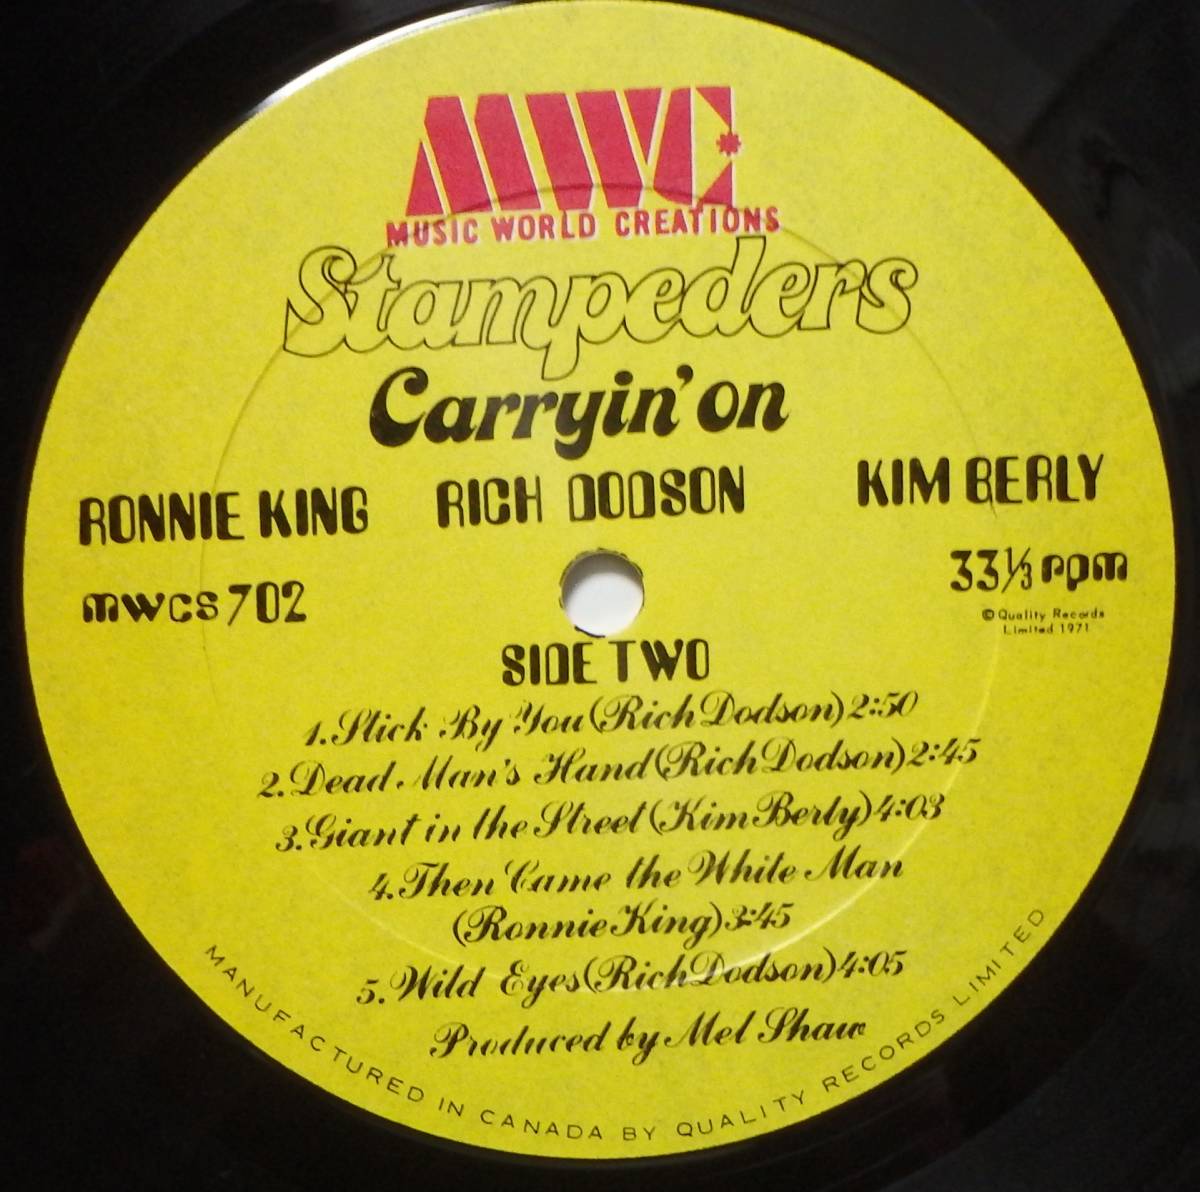 MWC
MUSIC WORLD CREATIONS
Stampeders
Carryin' on
RONNIE KING RICH DODSON KIM BERLY
MWCS 702
33⅓ rpm
© Quality Records
Limited 1971
SIDE TWO
1. Stick By You (Rich Dodson) 2:50
2. Dead Man's Hand (Rich Dodson) 2:45
3. Giant in the Street (Kim Berly) 4:03
4. Then Came the White Man
(Ronnie King) 3:45
5. Wild Eyes (Rich Dodson) 4:05
Produced by Mel Shaw
MANUFACTURED IN CANADA BY QUALITY RECORDS LIMITED